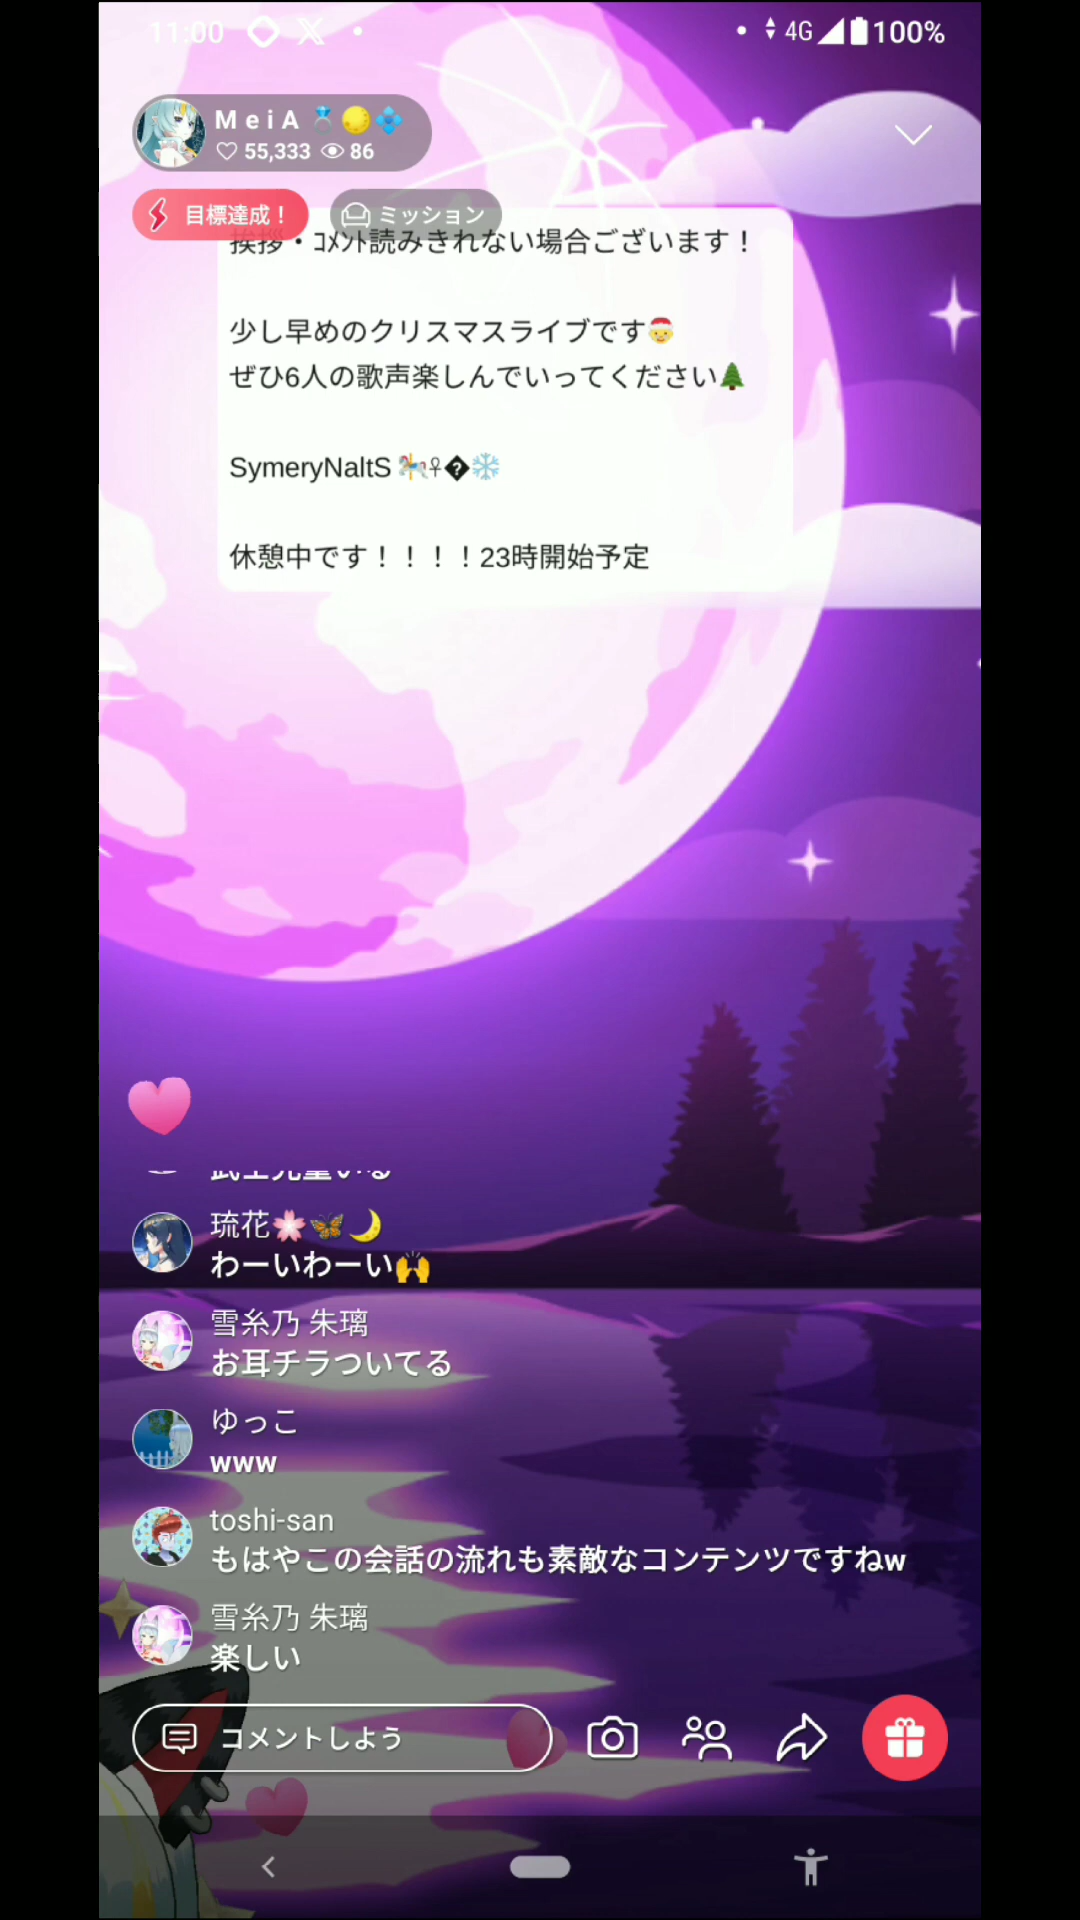 11:00 4G 100%
MeiA 💍🌕💠
55,333 86
目標達成！ ミッション
挨拶・ｺﾒﾝﾄ読みきれない場合ございます！
少し早めのクリスマスライブです🎅
ぜひ6人の歌声楽しんでいってください🌲
SymeryNaltS 🎠♀�❄️
休憩中です！！！！23時開始予定
琉花🌸🦋🌙
わーいわーい🙌
雪糸乃 朱璃
お耳チラついてる
ゆっこ
www
toshi-san
もはやこの会話の流れも素敵なコンテンツですねw
雪糸乃 朱璃
楽しい
コメントしよう